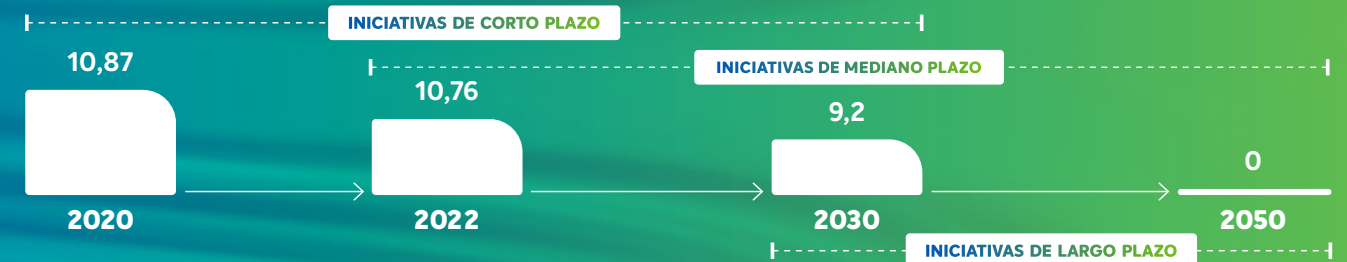 INICIATIVAS DE CORTO PLAZO
INICIATIVAS DE MEDIANO PLAZO
10,87
10,76
9,2
0
2020
2022
2030
2050
INICIATIVAS DE LARGO PLAZO